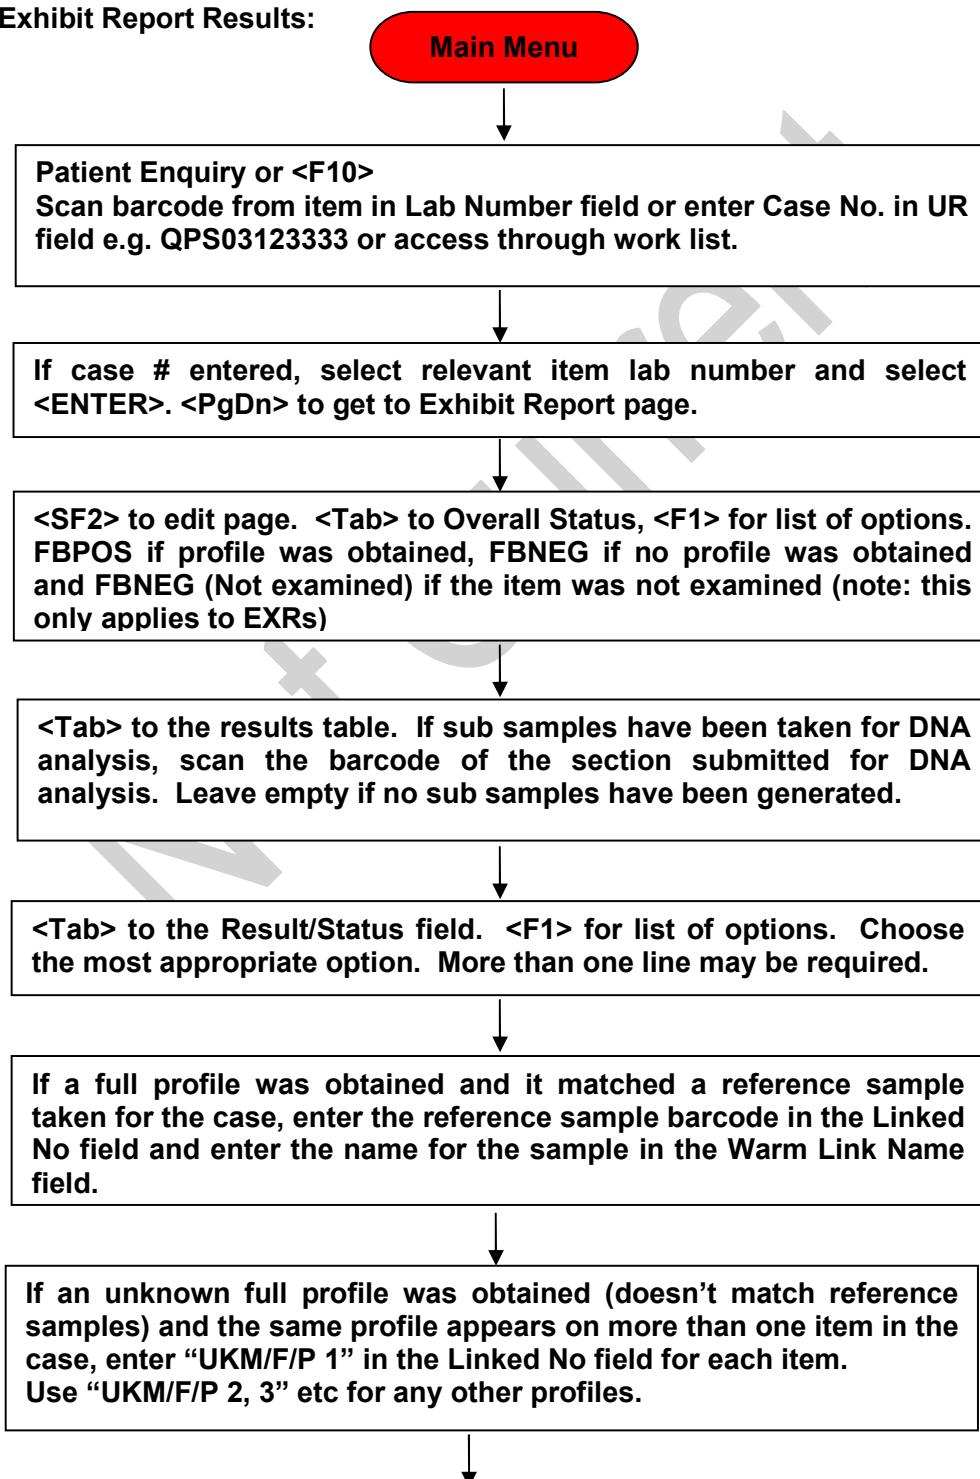 Exhibit Report Results:
Main Menu
Patient Enquiry or <F10>
Scan barcode from item in Lab Number field or enter Case No. in UR
field e.g. QPS03123333 or access through work list.
If case # entered, select relevant item lab number and select
<ENTER>. <PgDn> to get to Exhibit Report page.
<SF2> to edit page. <Tab> to Overall Status, <F1> for list of options.
FBPOS if profile was obtained, FBNEG if no profile was obtained
and FBNEG (Not examined) if the item was not examined (note: this
only applies to EXRs)
<Tab> to the results table. If sub samples have been taken for DNA
analysis, scan the barcode of the section submitted for DNA
analysis. Leave empty if no sub samples have been generated.
<Tab> to the Result/Status field. <F1> for list of options. Choose
the most appropriate option. More than one line may be required.
If a full profile was obtained and it matched a reference sample
taken for the case, enter the reference sample barcode in the Linked
No field and enter the name for the sample in the Warm Link Name
field.
If an unknown full profile was obtained (doesn’t match reference
samples) and the same profile appears on more than one item in the
case, enter “UKM/F/P 1” in the Linked No field for each item.
Use “UKM/F/P 2, 3” etc for any other profiles.